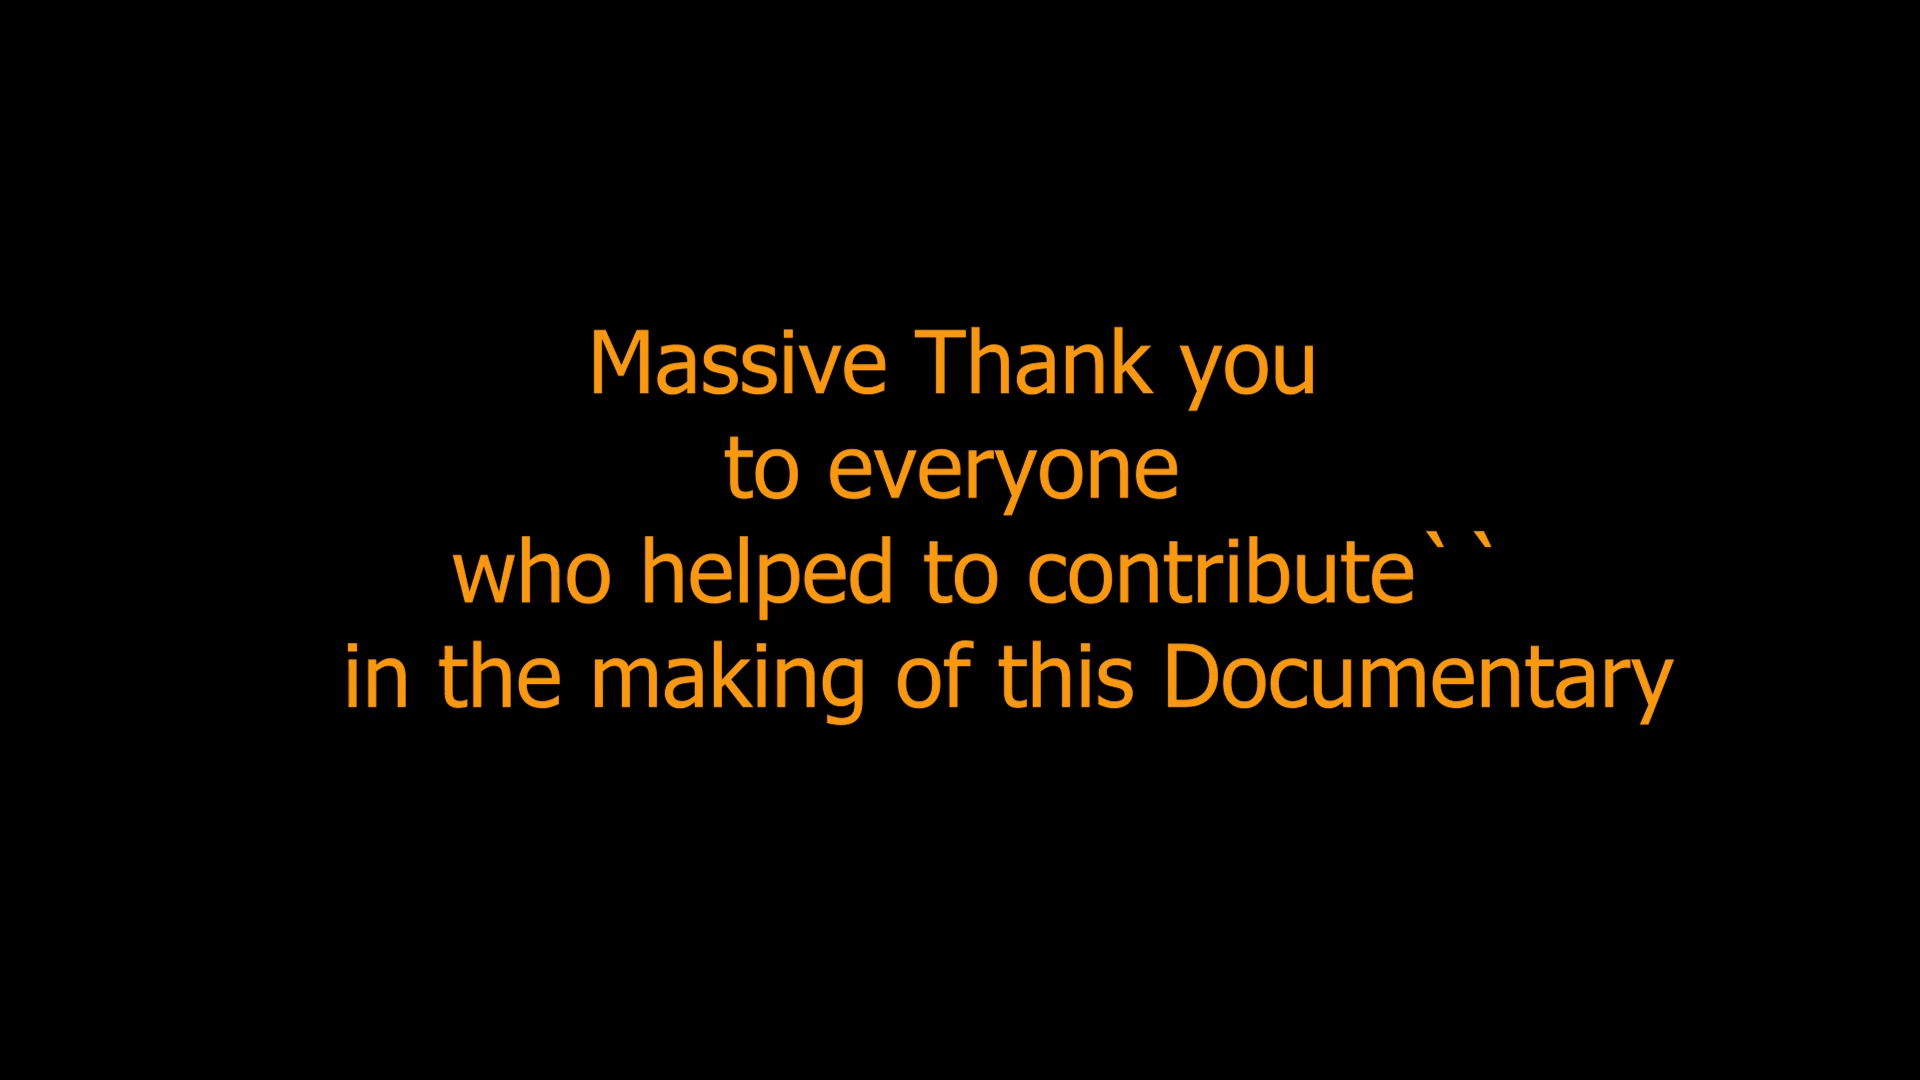 Massive Thank you
to everyone
who helped to contribute``
in the making of this Documentary